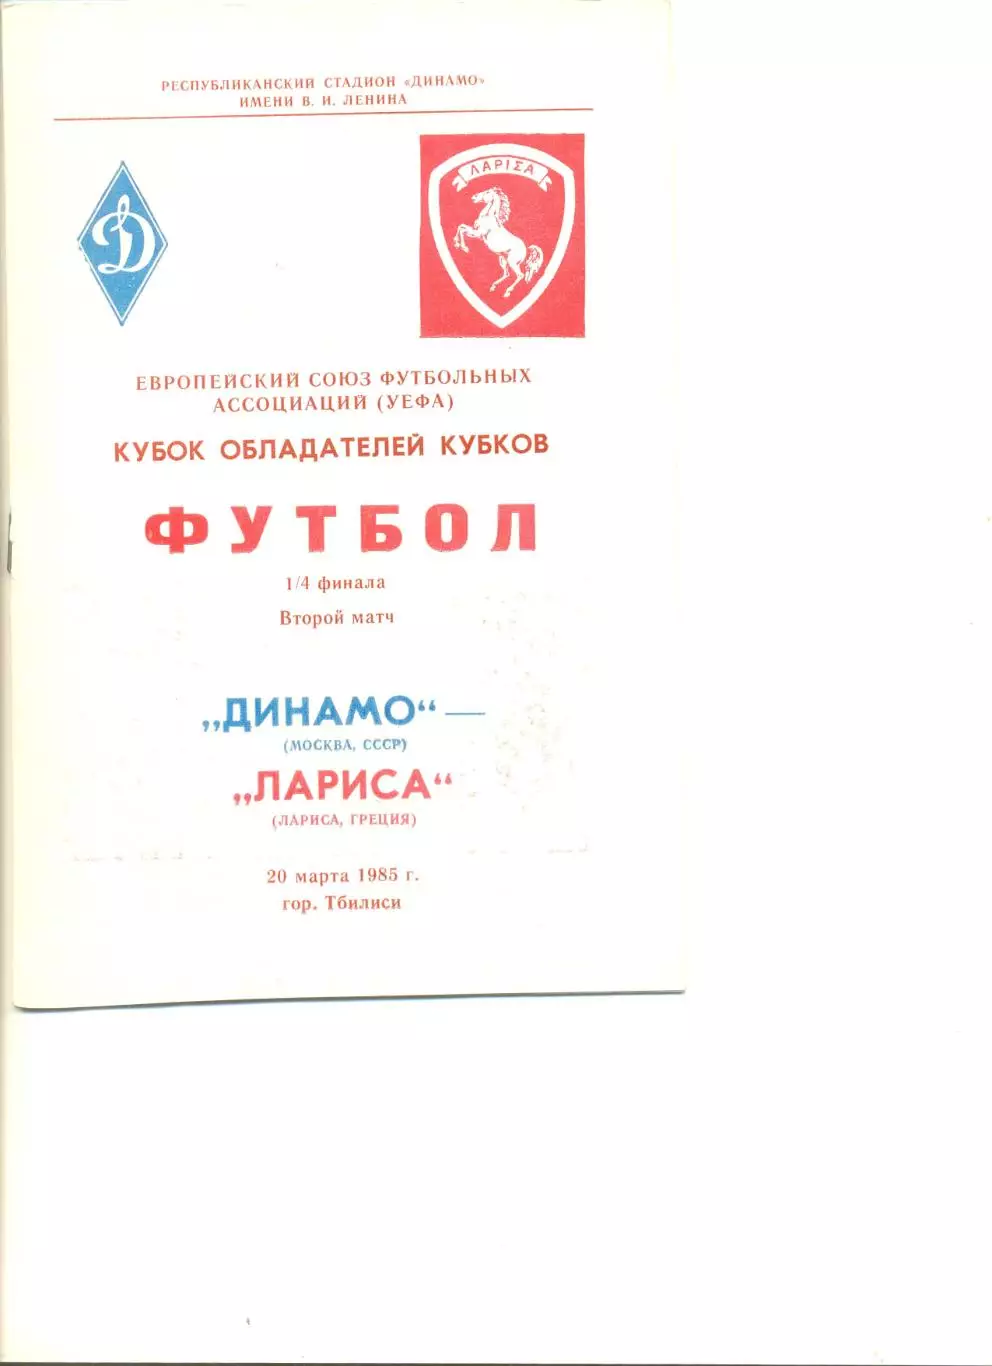 РЕСПУБЛИКАНСКИЙ СТАДИОН «ДИНАМО»
ИМЕНИ В. И. ЛЕНИНА
Д
ΛΑΡΙΣΑ
ЕВРОПЕЙСКИЙ СОЮЗ ФУТБОЛЬНЫХ
АССОЦИАЦИЙ (УЕФА)
КУБОК ОБЛАДАТЕЛЕЙ КУБКОВ
ФУТБОЛ
1/4 финала
Второй матч
„ДИНАМО“ —
(МОСКВА, СССР)
„ЛАРИСА“
(ЛАРИСА, ГРЕЦИЯ)
20 марта 1985 г.
гор. Тбилиси